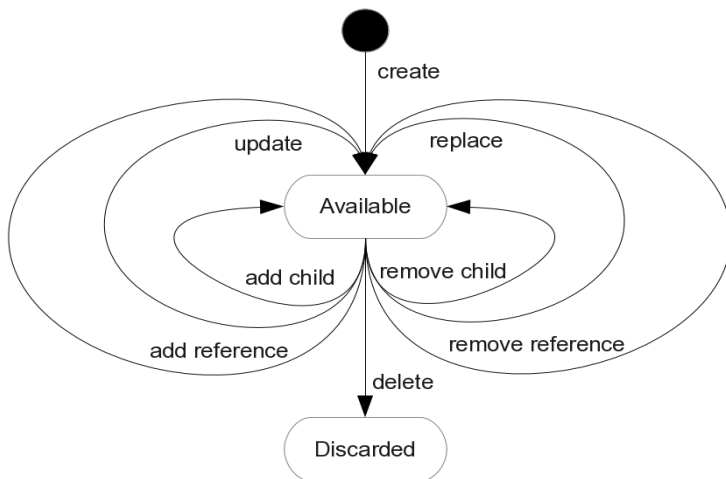 create
update
replace
Available
add child
remove child
add reference
remove reference
delete
Discarded